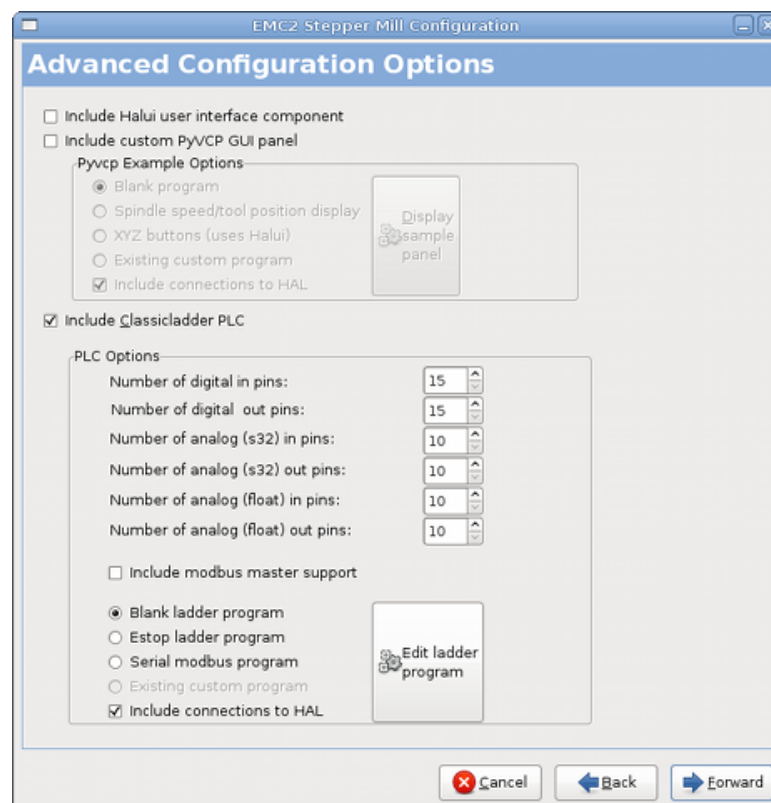 EMC2 Stepper Mill Configuration
Advanced Configuration Options
Include Halui user interface component
Include custom PyVCP GUI panel
Pyvcp Example Options
Blank program
Spindle speed/tool position display
XYZ buttons (uses Halui)
Existing custom program
Include connections to HAL
Display
sample
panel
Include Classicladder PLC
PLC Options
Number of digital in pins: 15
Number of digital out pins: 15
Number of analog (s32) in pins: 10
Number of analog (s32) out pins: 10
Number of analog (float) in pins: 10
Number of analog (float) out pins: 10
Include modbus master support
Blank ladder program
Estop ladder program
Serial modbus program
Existing custom program
Include connections to HAL
Edit ladder
program
Cancel Back Forward